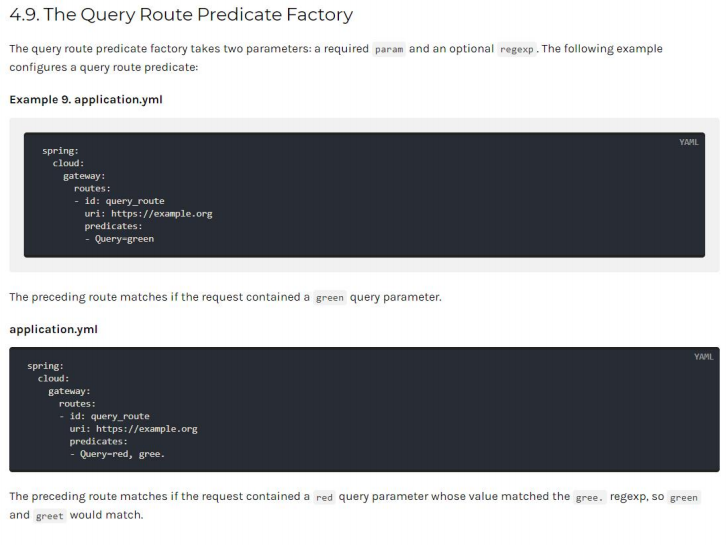 4.9. The Query Route Predicate Factory
The query route predicate factory takes two parameters: a required param and an optional regexp. The following example
configures a query route predicate:
Example 9. application.yml
YAML
spring:
  cloud:
    gateway:
      routes:
      - id: query_route
        uri: https://example.org
        predicates:
        - Query=green
The preceding route matches if the request contained a green query parameter.
application.yml
YAML
spring:
  cloud:
    gateway:
      routes:
      - id: query_route
        uri: https://example.org
        predicates:
        - Query=red, gree.
The preceding route matches if the request contained a red query parameter whose value matched the gree. regexp, so green
and greet would match.